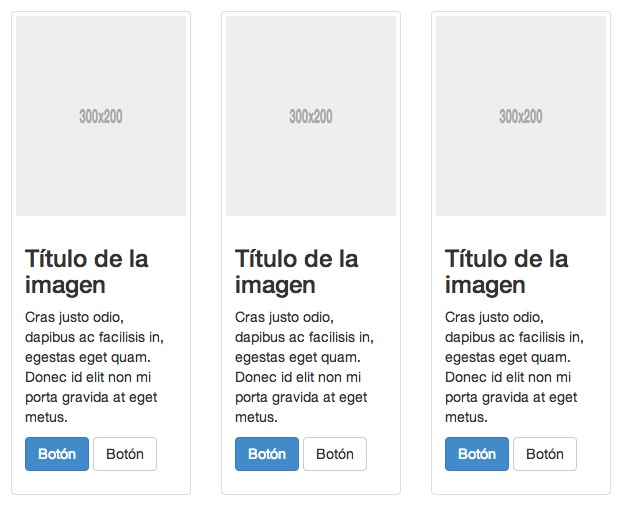 300x200
Título de la
imagen
Cras justo odio,
dapibus ac facilisis in,
egestas eget quam.
Donec id elit non mi
porta gravida at eget
metus.
Botón Botón
300x200
Título de la
imagen
Cras justo odio,
dapibus ac facilisis in,
egestas eget quam.
Donec id elit non mi
porta gravida at eget
metus.
Botón Botón
300x200
Título de la
imagen
Cras justo odio,
dapibus ac facilisis in,
egestas eget quam.
Donec id elit non mi
porta gravida at eget
metus.
Botón Botón